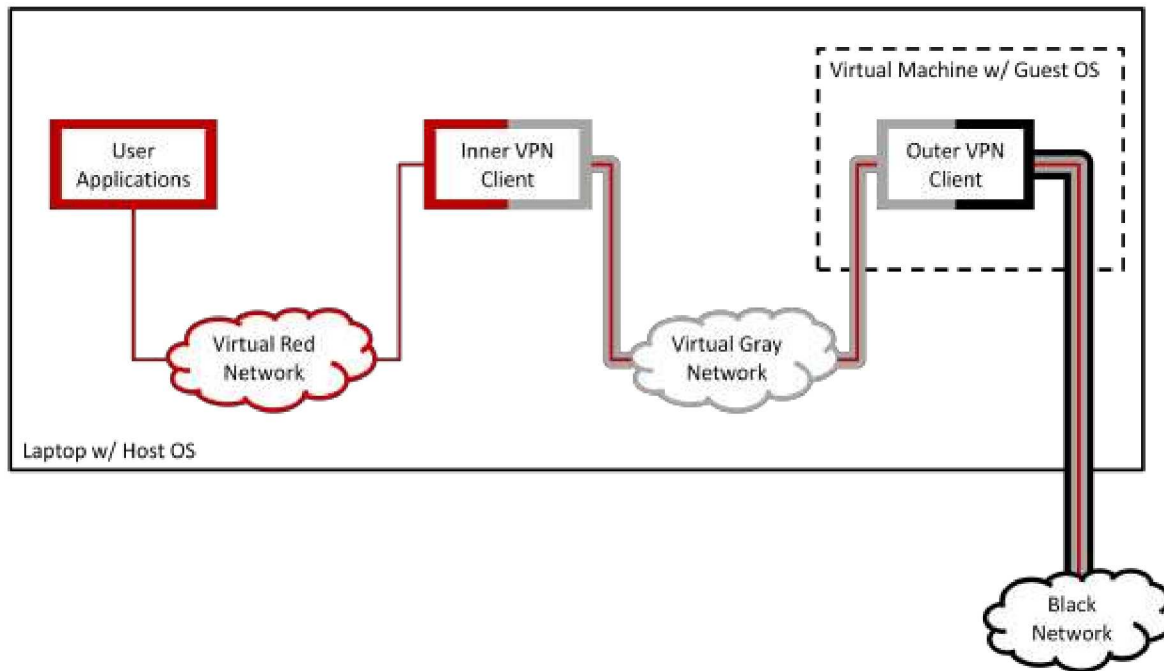 Virtual Machine w/ Guest OS
User
Applications
Inner VPN
Client
Outer VPN
Client
Virtual Red
Network
Virtual Gray
Network
Laptop w/ Host OS
Black
Network